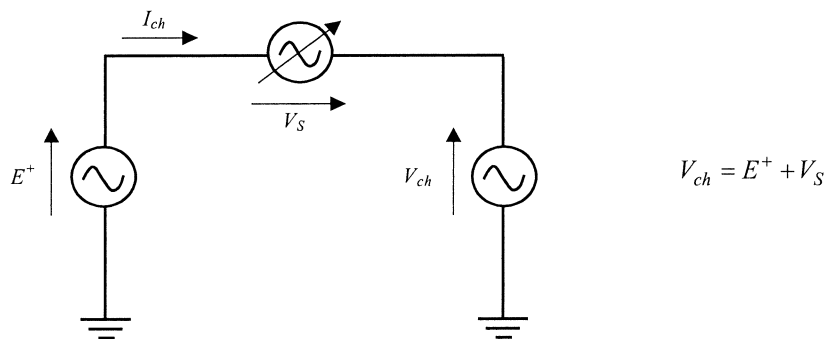 I_ch
V_S
E^+
V_ch
V_ch = E^+ + V_S